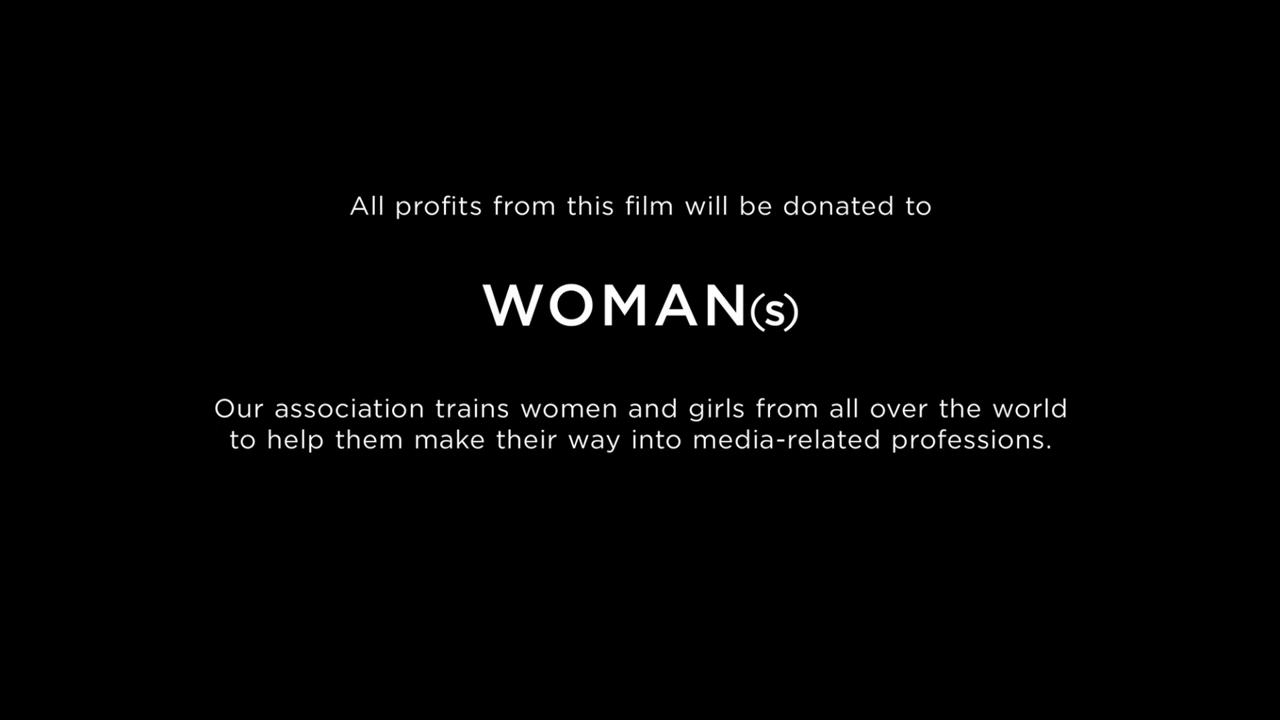 All profits from this film will be donated to
WOMAN(s)
Our association trains women and girls from all over the world
to help them make their way into media-related professions.